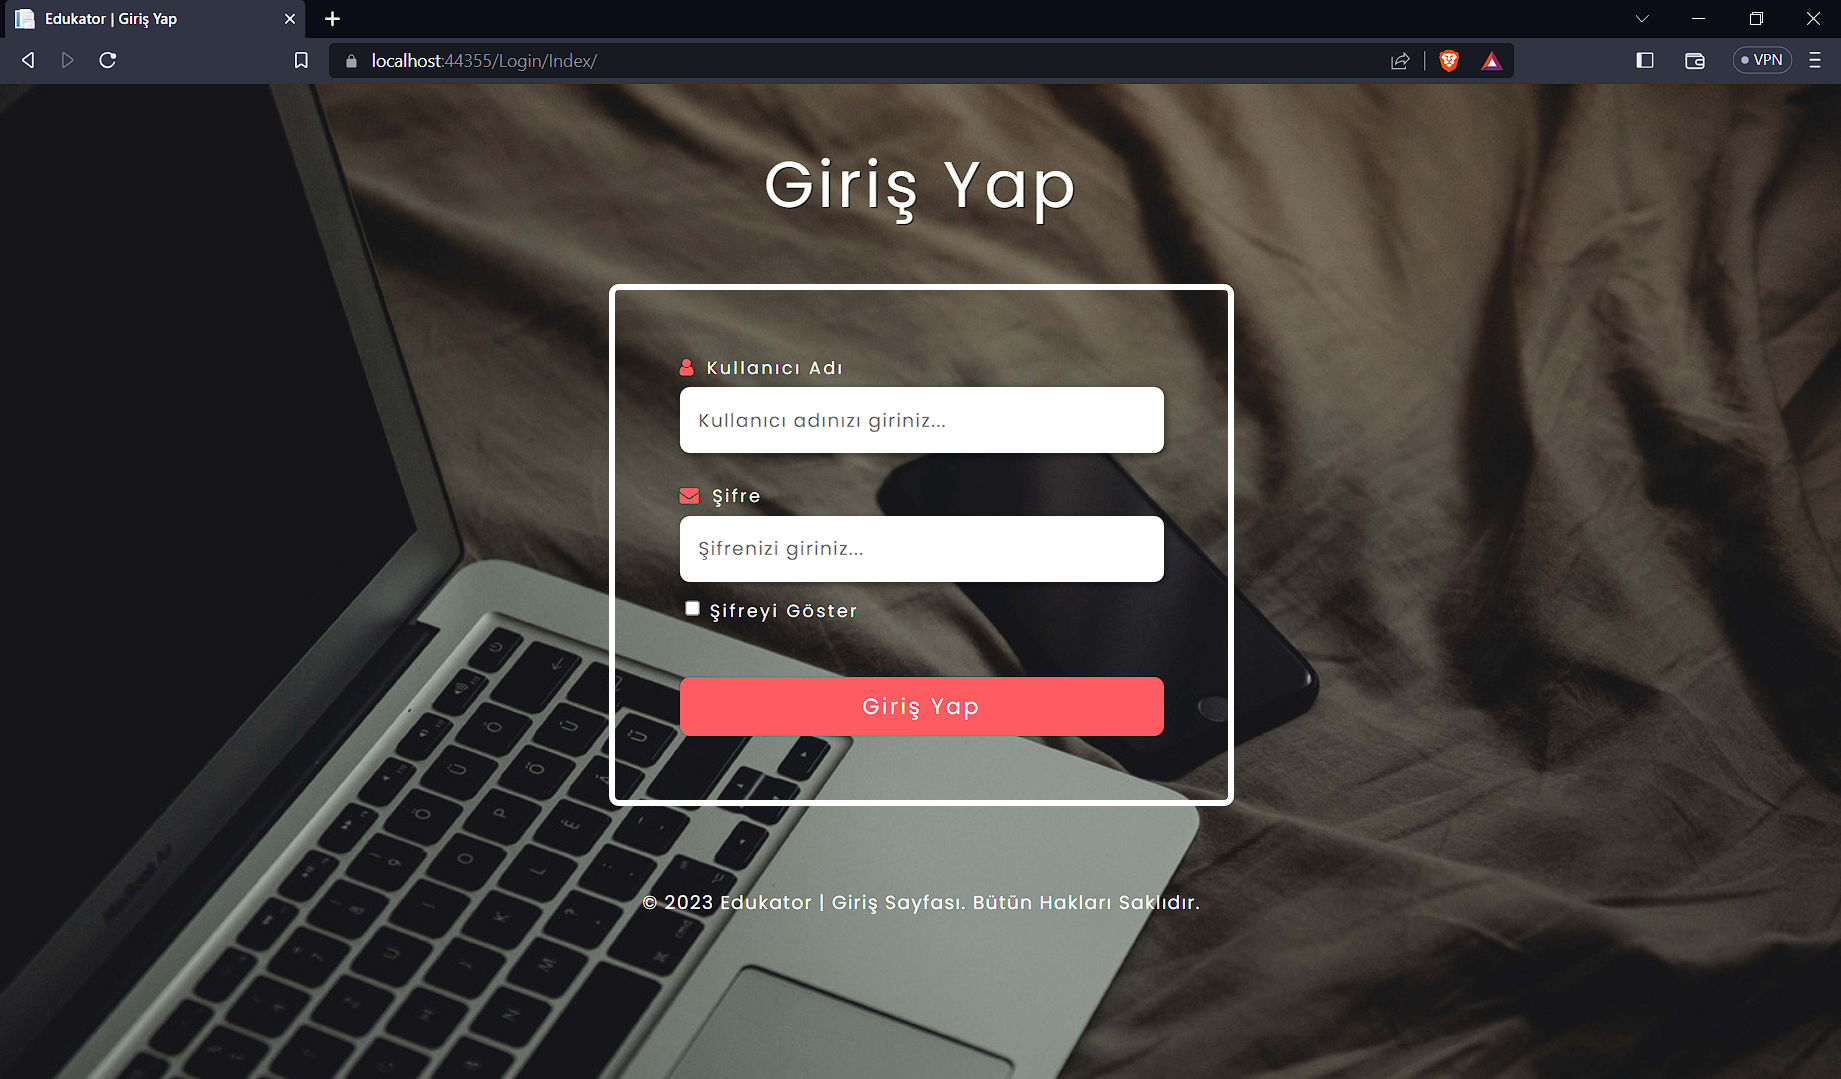 Edukator | Giriş Yap
localhost:44355/Login/Index/
VPN
Giriş Yap
Kullanıcı Adı
Kullanıcı adınızı giriniz...
Şifre
Şifrenizi giriniz...
Şifreyi Göster
Giriş Yap
© 2023 Edukator | Giriş Sayfası. Bütün Hakları Saklıdır.